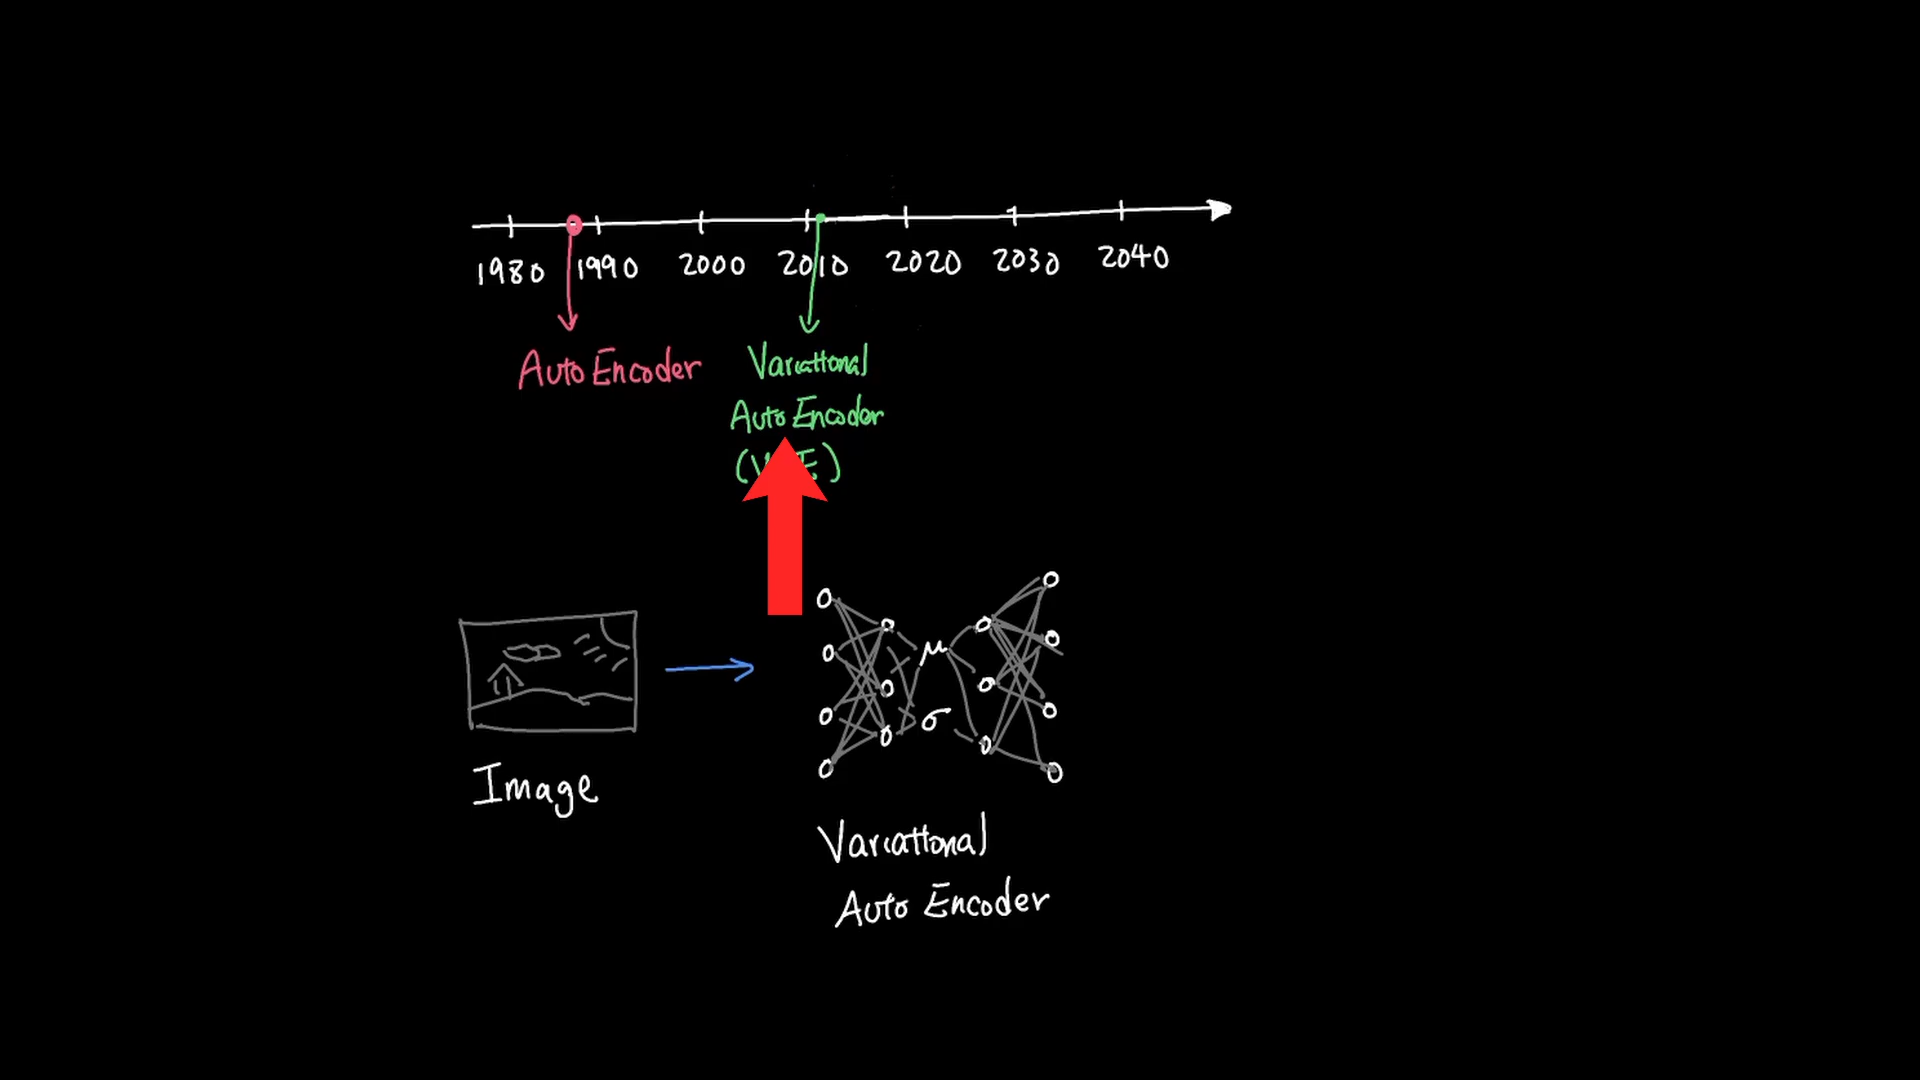 1980 1990 2000 2010 2020 2030 2040
Auto Encoder
Variational
Auto Encoder
μ
σ
Image
Variational
Auto Encoder